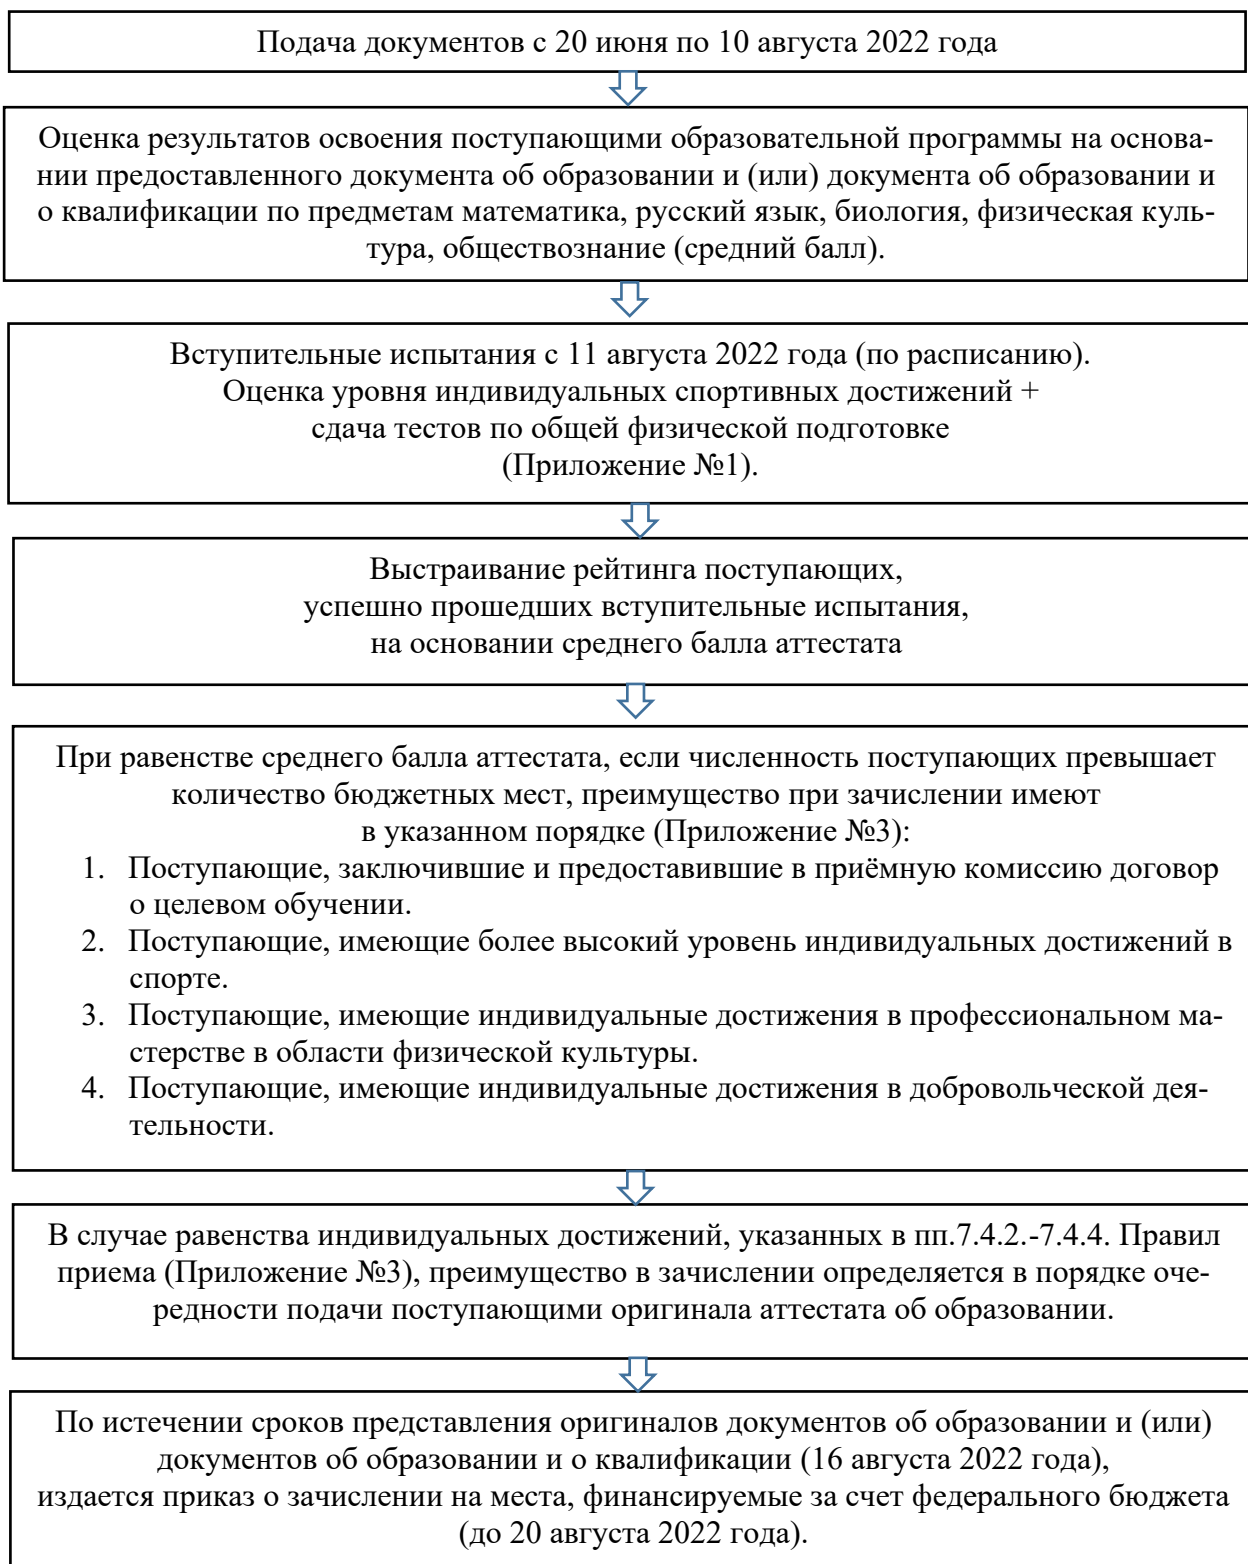 Подача документов с 20 июня по 10 августа 2022 года
Оценка результатов освоения поступающими образовательной программы на основа-
нии предоставленного документа об образовании и (или) документа об образовании и
о квалификации по предметам математика, русский язык, биология, физическая куль-
тура, обществознание (средний балл).
Вступительные испытания с 11 августа 2022 года (по расписанию).
Оценка уровня индивидуальных спортивных достижений +
сдача тестов по общей физической подготовке
(Приложение №1).
Выстраивание рейтинга поступающих,
успешно прошедших вступительные испытания,
на основании среднего балла аттестата
При равенстве среднего балла аттестата, если численность поступающих превышает
количество бюджетных мест, преимущество при зачислении имеют
в указанном порядке (Приложение №3):
1. Поступающие, заключившие и предоставившие в приёмную комиссию договор
о целевом обучении.
2. Поступающие, имеющие более высокий уровень индивидуальных достижений в
спорте.
3. Поступающие, имеющие индивидуальные достижения в профессиональном ма-
стерстве в области физической культуры.
4. Поступающие, имеющие индивидуальные достижения в добровольческой дея-
тельности.
В случае равенства индивидуальных достижений, указанных в пп.7.4.2.-7.4.4. Правил
приема (Приложение №3), преимущество в зачислении определяется в порядке оче-
редности подачи поступающими оригинала аттестата об образовании.
По истечении сроков представления оригиналов документов об образовании и (или)
документов об образовании и о квалификации (16 августа 2022 года),
издается приказ о зачислении на места, финансируемые за счет федерального бюджета
(до 20 августа 2022 года).